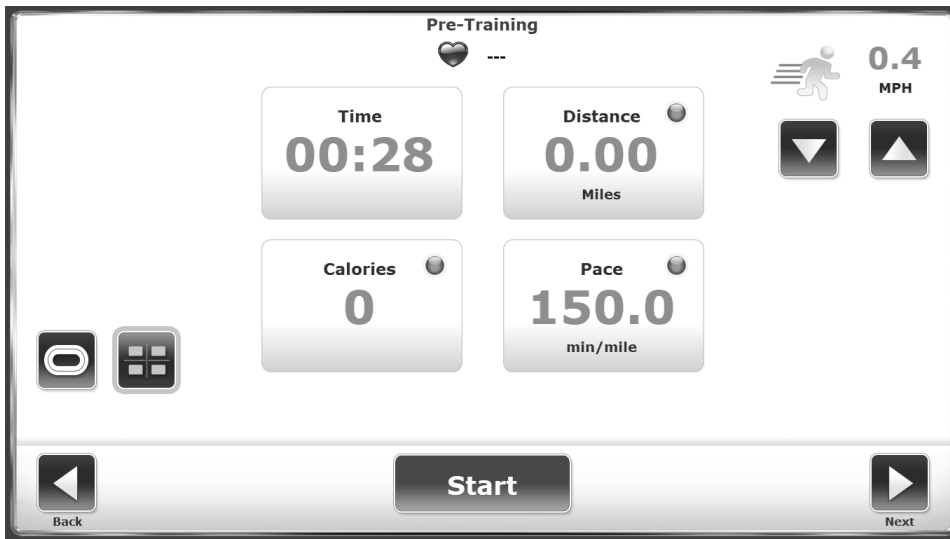 Pre-Training
---
0.4
MPH
Time
00:28
Distance
0.00
Miles
Calories
0
Pace
150.0
min/mile
Start
Back
Next